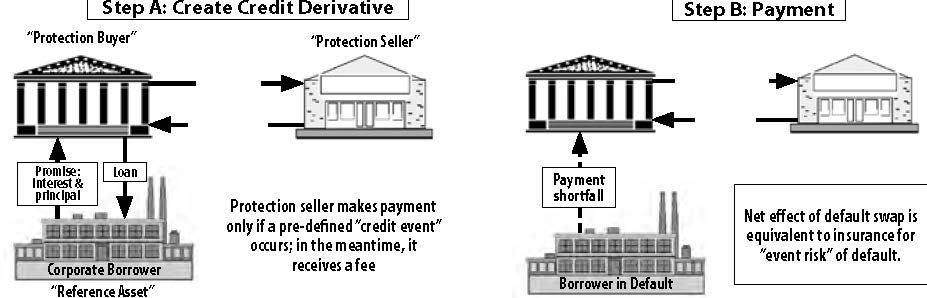 Step A: Create Credit Derivative
"Protection Buyer"
"Protection Seller"
Promise:
Interest &
principal
Loan
Corporate Borrower
"Reference Asset"
Protection seller makes payment
only if a pre-defined "credit event"
occurs; in the meantime, it
receives a fee
Step B: Payment
Payment
shortfall
Borrower in Default
Net effect of default swap is
equivalent to insurance for
"event risk" of default.